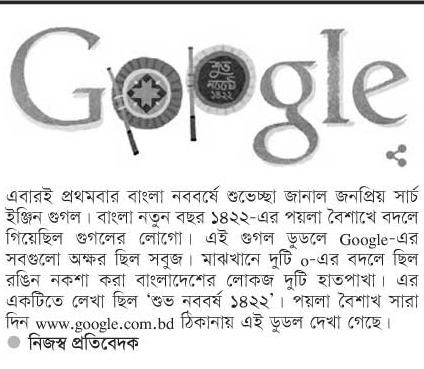 Google
শুভ
নববর্ষ
১৪২২
এবারই প্রথমবার বাংলা নববর্ষে শুভেচ্ছা জানাল জনপ্রিয় সার্চ
ইঞ্জিন গুগল। বাংলা নতুন বছর ১৪২২-এর পয়লা বৈশাখে বদলে
গিয়েছিল গুগলের লোগো। এই গুগল ডুডলে Google-এর
সবগুলো অক্ষর ছিল সবুজ। মাঝখানে দুটি o-এর বদলে ছিল
রঙিন নকশা করা বাংলাদেশের লোকজ দুটি হাতপাখা। এর
একটিতে লেখা ছিল ‘শুভ নববর্ষ ১৪২২’। পয়লা বৈশাখ সারা
দিন www.google.com.bd ঠিকানায় এই ডুডল দেখা গেছে।
নিজস্ব প্রতিবেদক